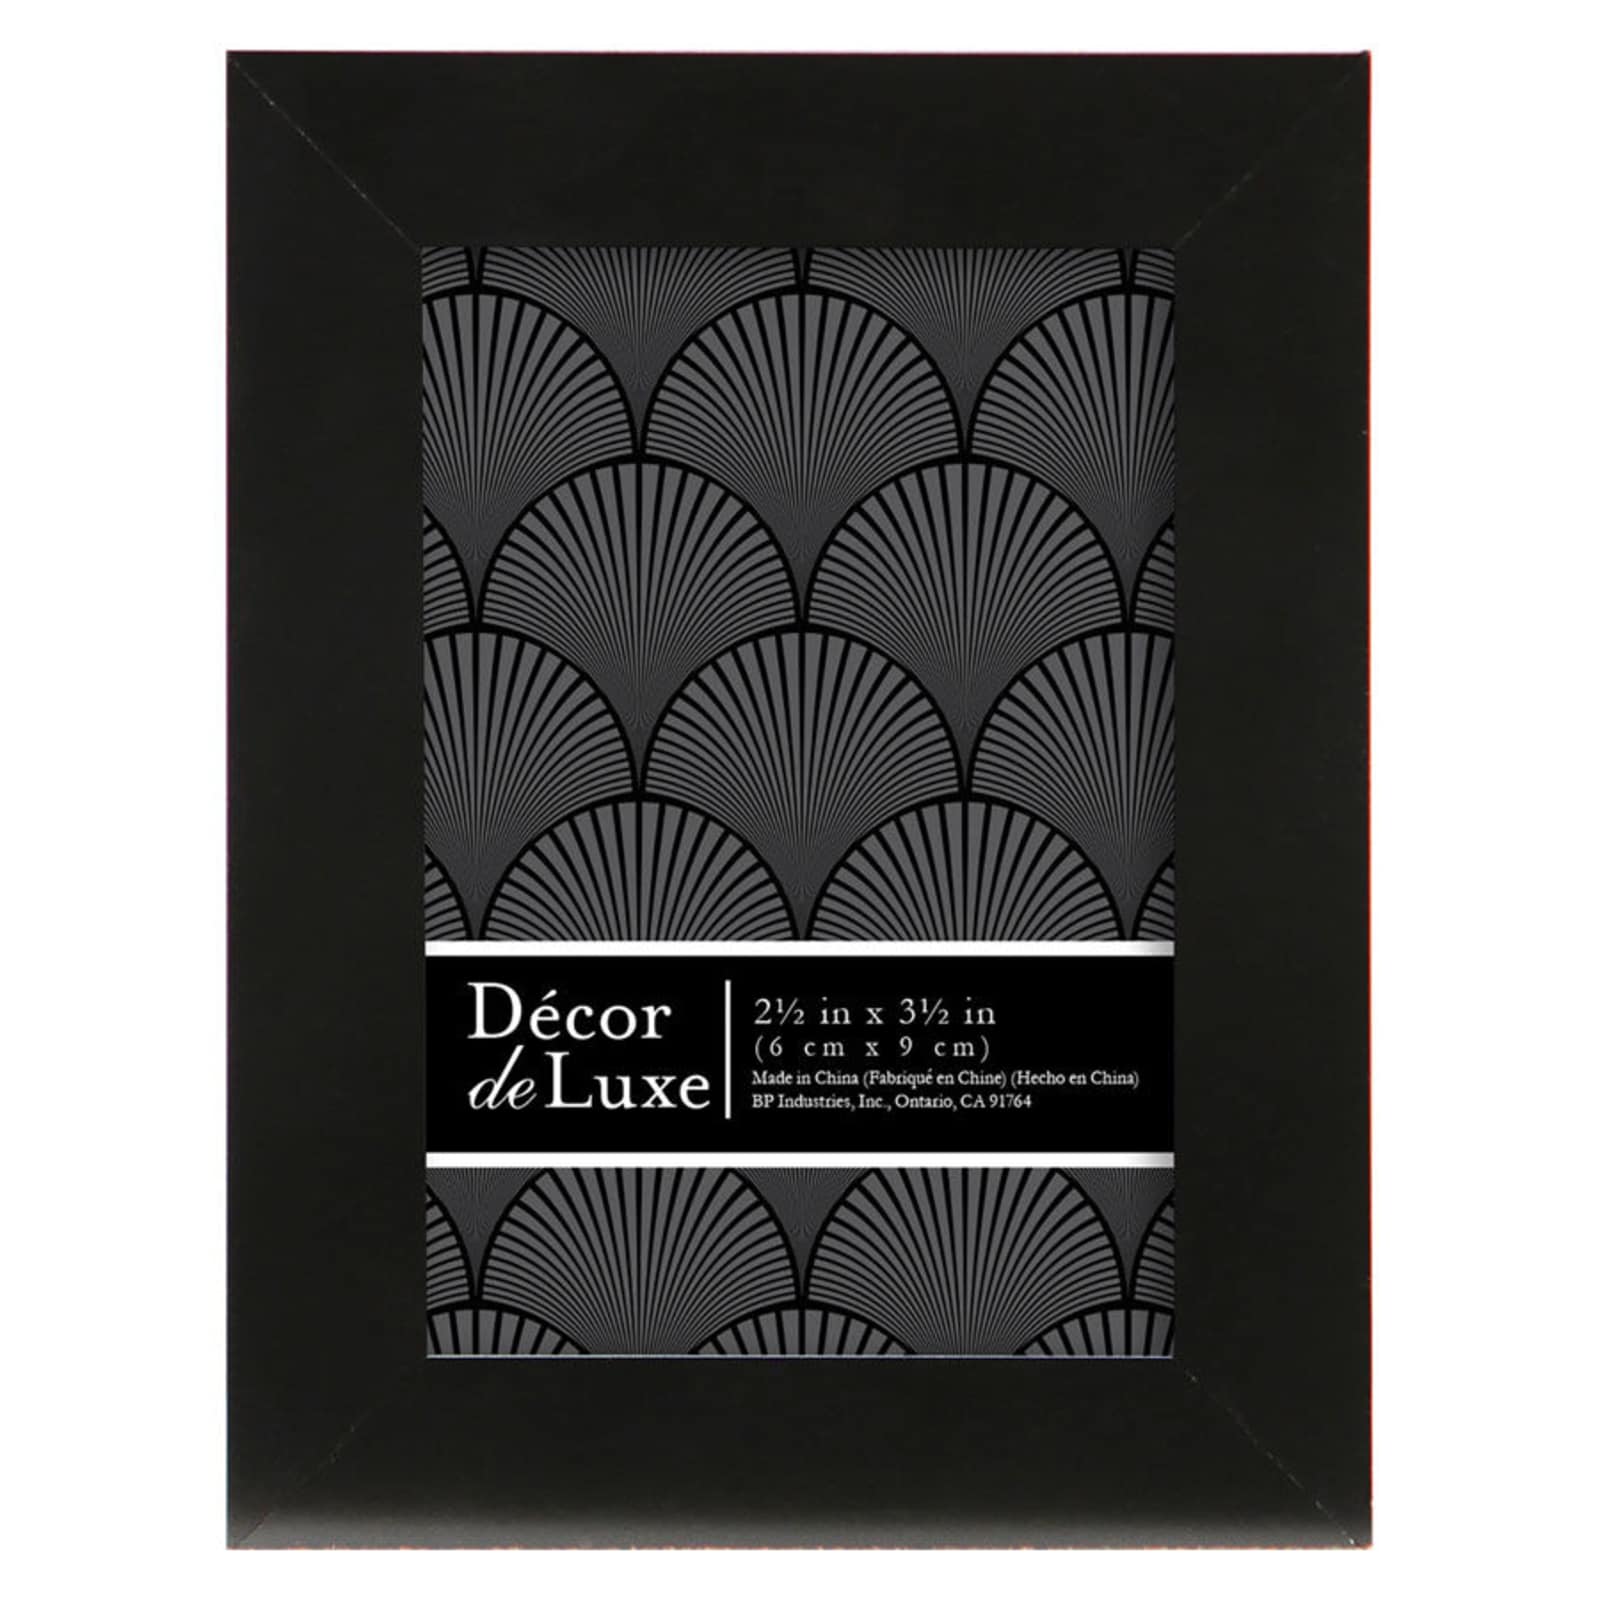 Décor
de Luxe
2½ in x 3½ in
(6 cm x 9 cm)
Made in China (Fabriqué en Chine) (Hecho en China)
BP Industries, Inc., Ontario, CA 91764